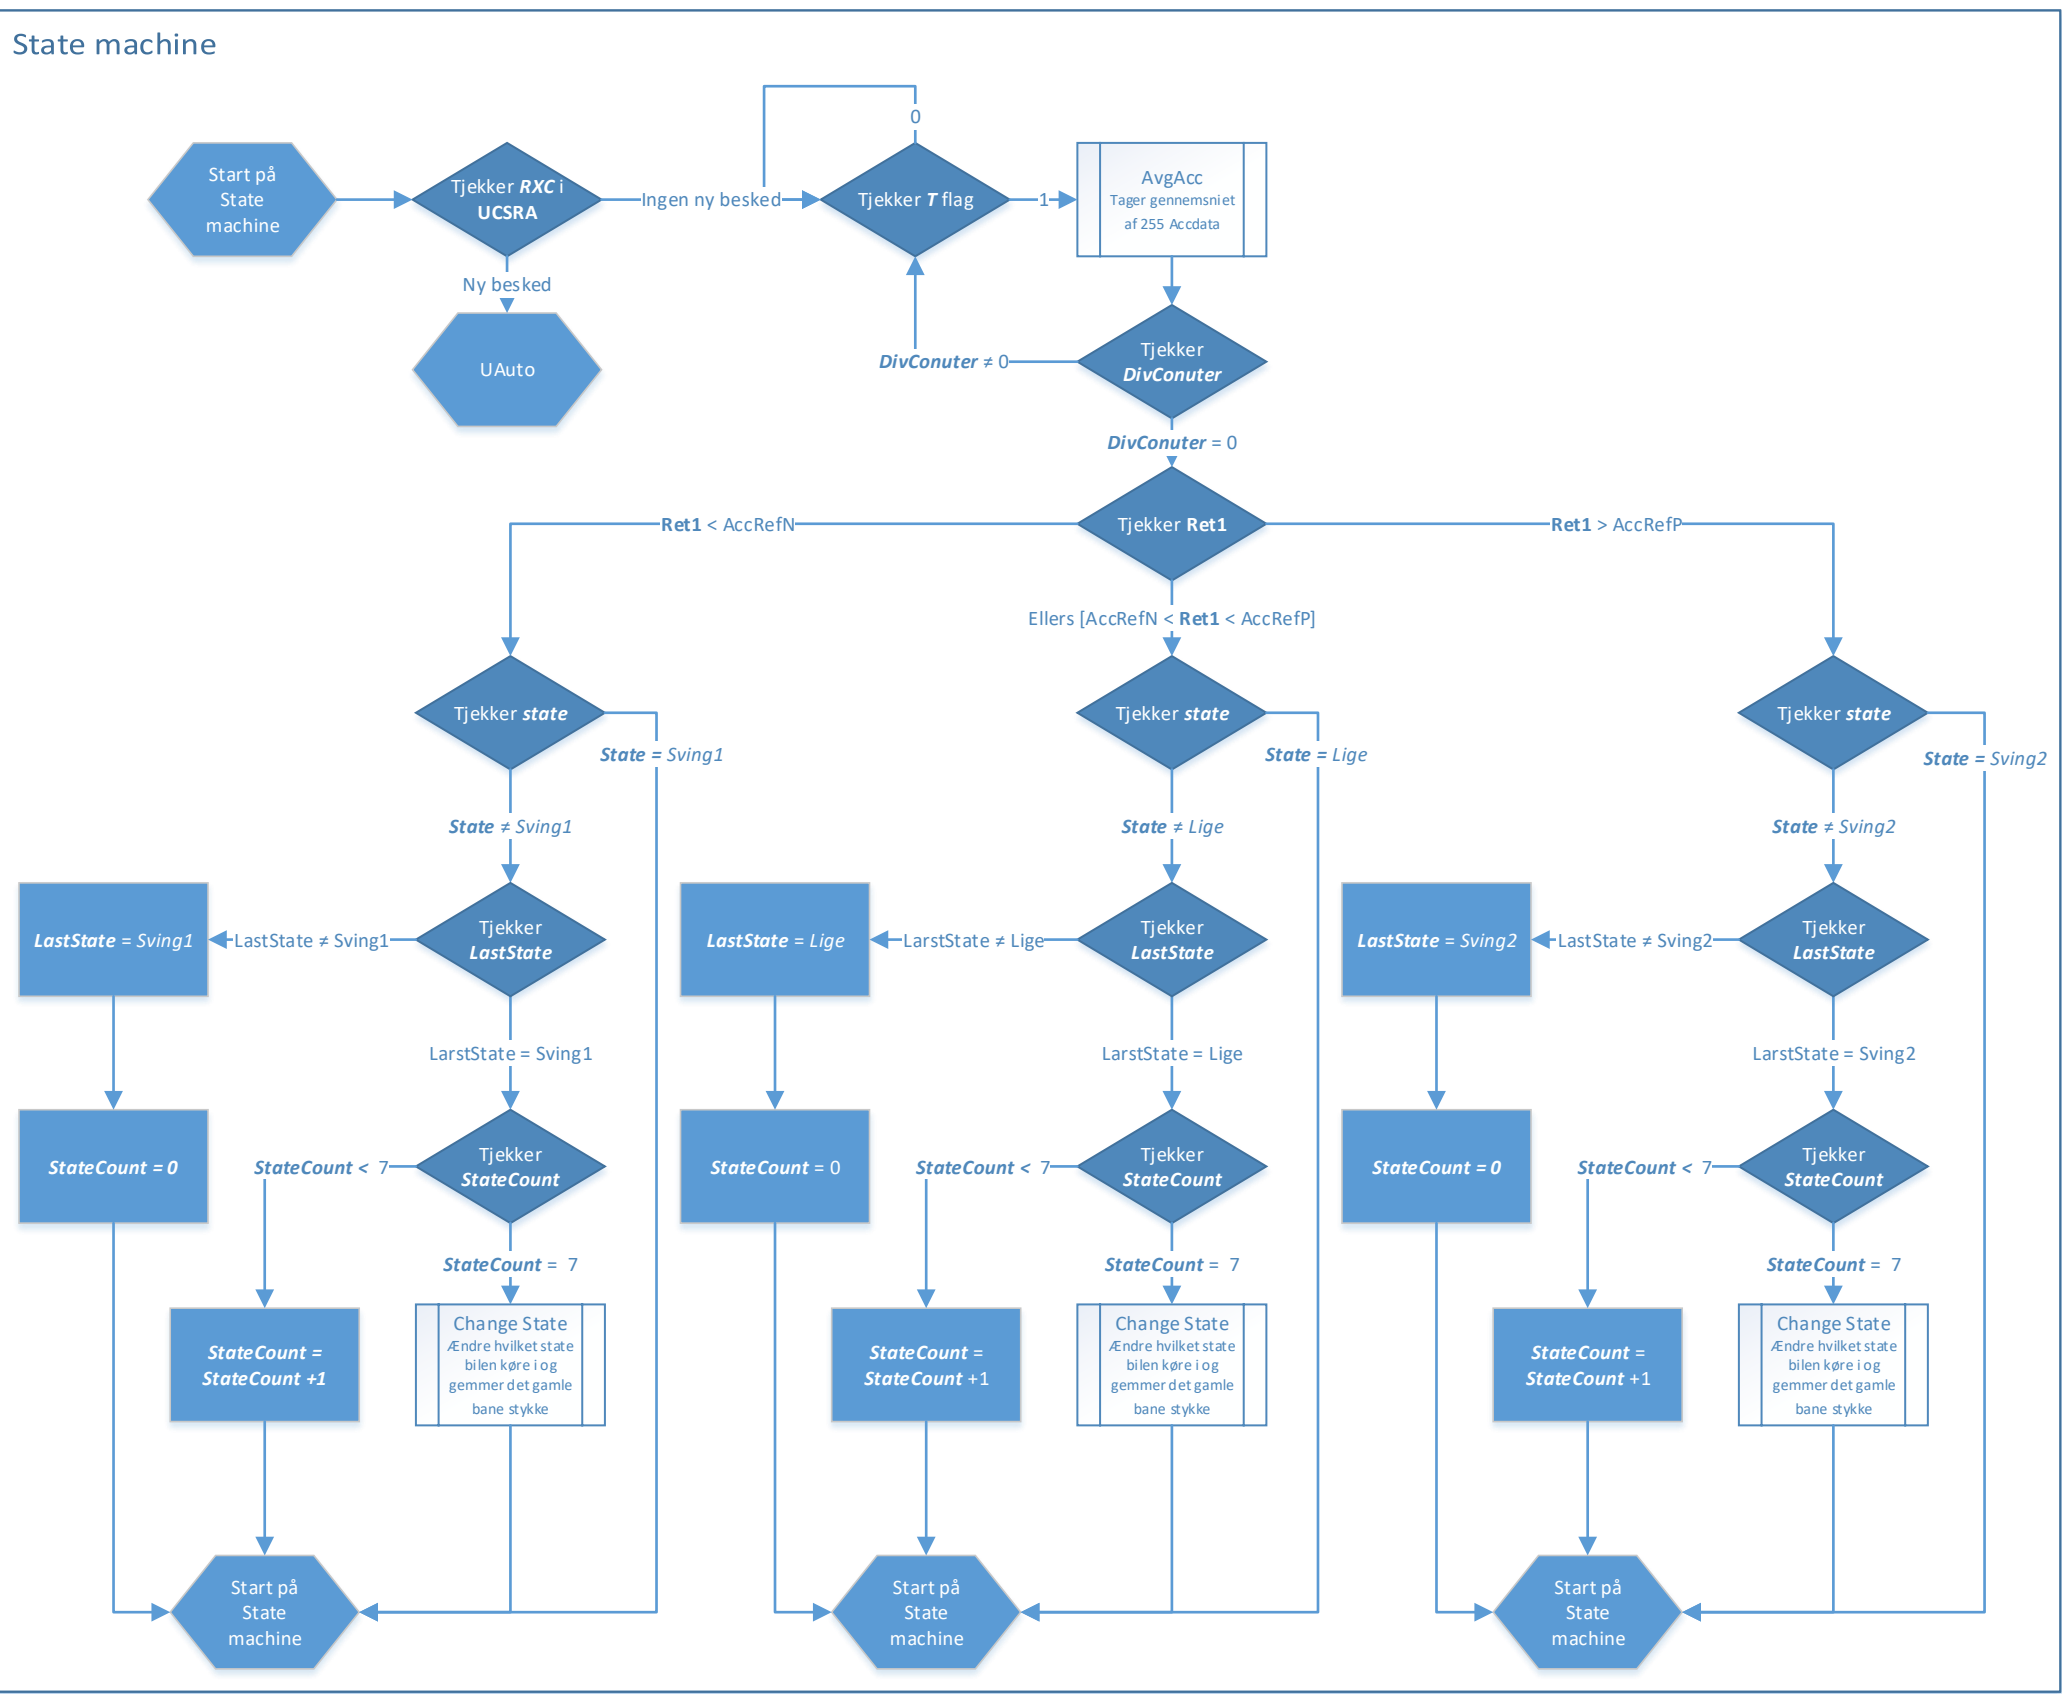 State machine
0
Start på
State
machine
Tjekker RXC i
UCSRA
Ingen ny besked
Tjekker T flag
1
AvgAcc
Tager gennemsniet
af 255 Accdata
Ny besked
UAuto
DivConuter ≠ 0
Tjekker
DivConuter
DivConuter = 0
Ret1 < AccRefN
Tjekker Ret1
Ret1 > AccRefP
Ellers [AccRefN < Ret1 < AccRefP]
Tjekker state
State = Sving1
Tjekker state
State = Lige
Tjekker state
State = Sving2
State ≠ Sving1
State ≠ Lige
State ≠ Sving2
LastState = Sving1
LastState ≠ Sving1
Tjekker
LastState
LastState = Lige
LarstState ≠ Lige
Tjekker
LastState
LastState = Sving2
LastState ≠ Sving2
Tjekker
LastState
LarstState = Sving1
LarstState = Lige
LarstState = Sving2
StateCount = 0
StateCount < 7
Tjekker
StateCount
StateCount = 0
StateCount < 7
Tjekker
StateCount
StateCount = 0
StateCount < 7
Tjekker
StateCount
StateCount = 7
StateCount = 7
StateCount = 7
StateCount =
StateCount +1
Change State
Ændre hvilket state
bilen køre i og
gemmer det gamle
bane stykke
StateCount =
StateCount +1
Change State
Ændre hvilket state
bilen køre i og
gemmer det gamle
bane stykke
StateCount =
StateCount +1
Change State
Ændre hvilket state
bilen køre i og
gemmer det gamle
bane stykke
Start på
State
machine
Start på
State
machine
Start på
State
machine